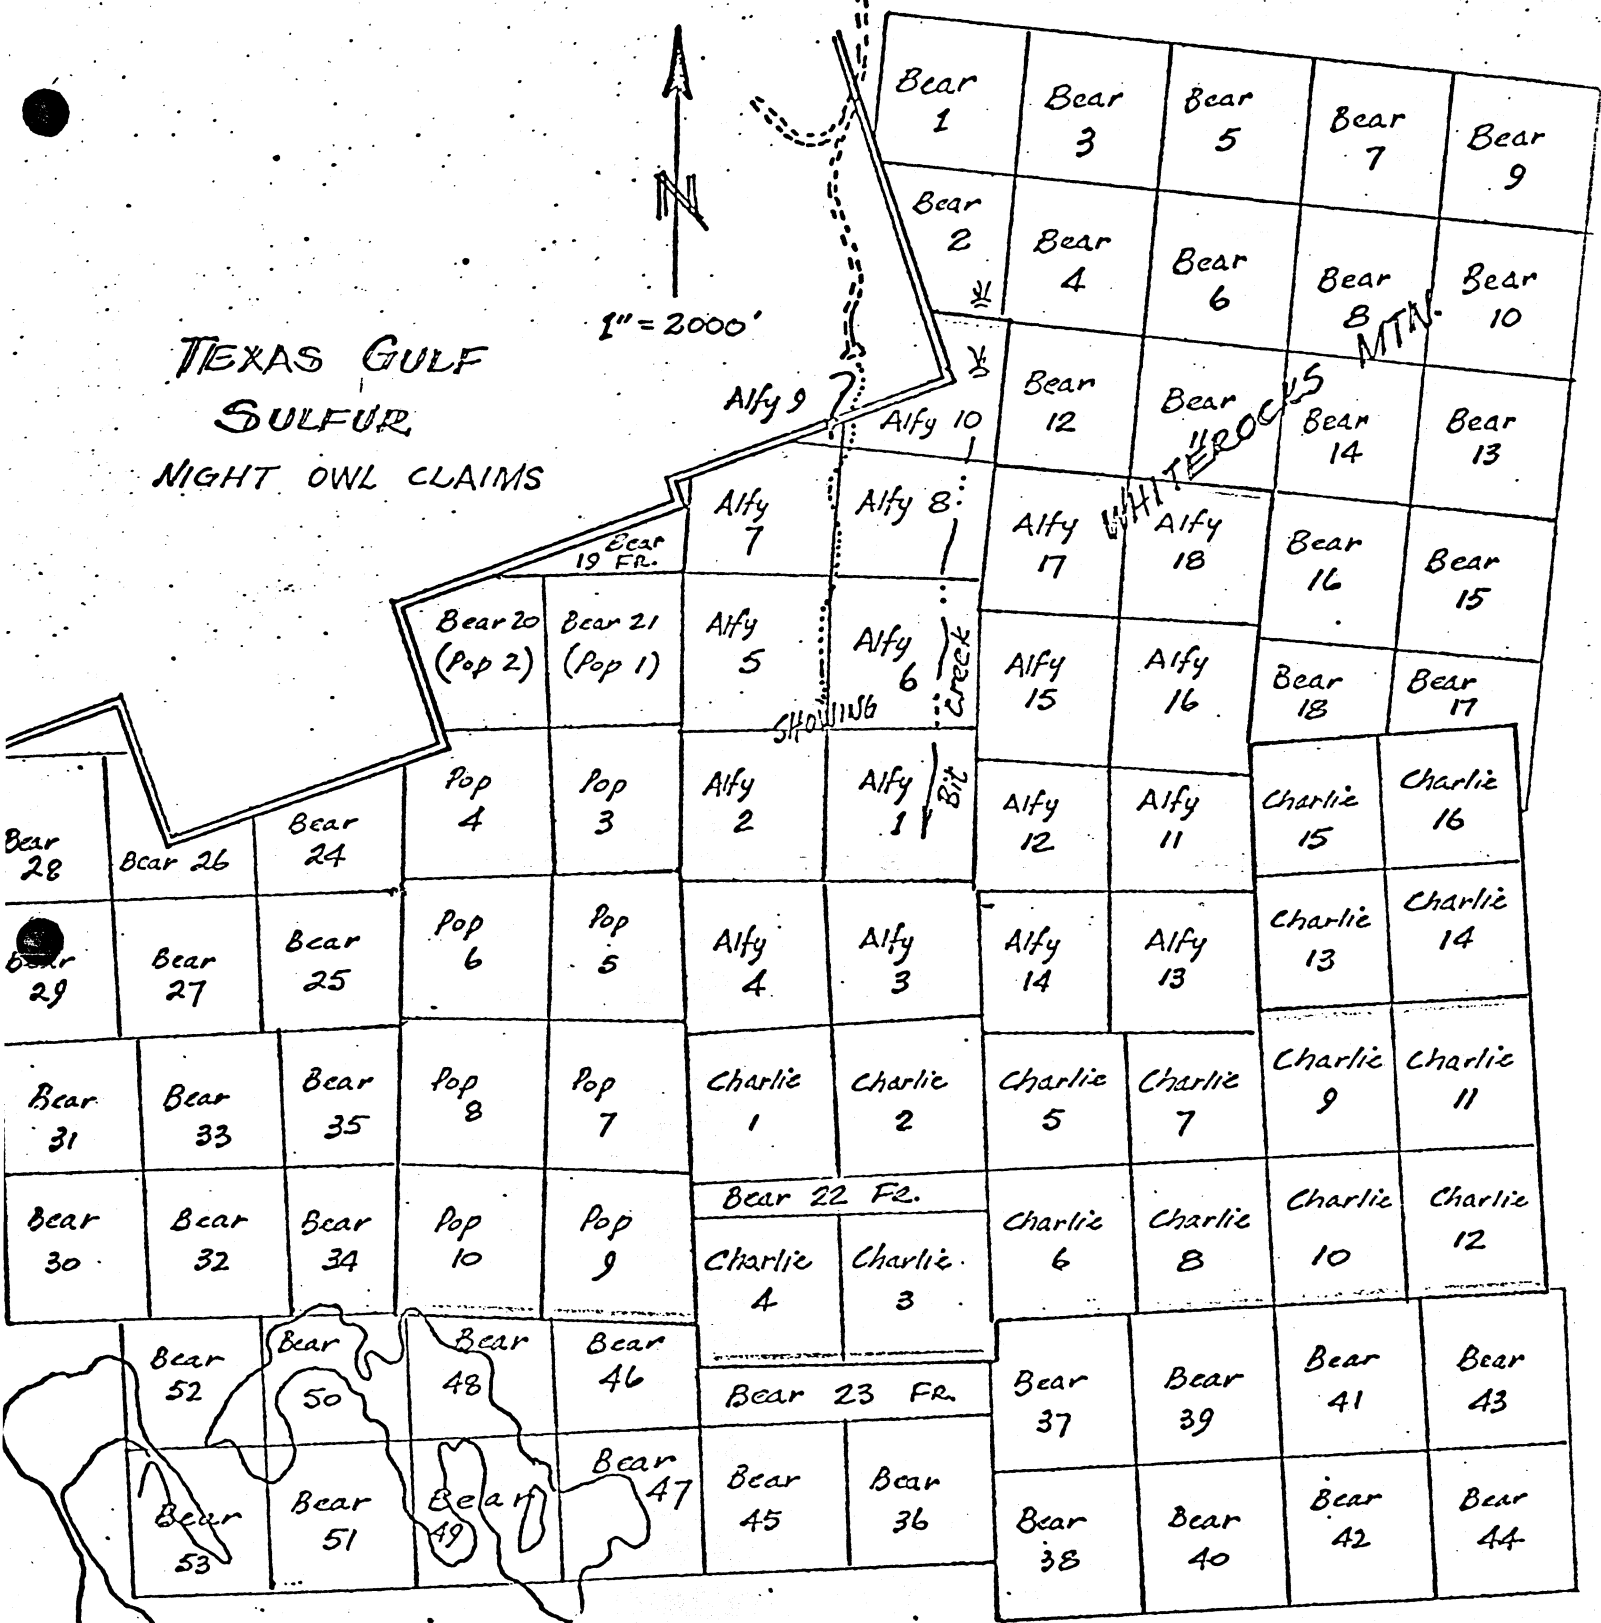 N
1" = 2000'
TEXAS GULF
SULFUR
NIGHT OWL CLAIMS
Bear
1
Bear
3
Bear
5
Bear
7
Bear
9
Bear
2
Bear
4
Bear
6
Bear
8
Bear
10
WHITEROCKS MTN.
Alfy 9
Alfy 10
Bear
12
Bear
11
Bear
14
Bear
13
Alfy
7
Alfy 8
Alfy
17
Alfy
18
Bear
16
Bear
15
Bear
19 FR.
Bear 20
(Pop 2)
Bear 21
(Pop 1)
Alfy
5
Alfy
6
Alfy
15
Alfy
16
Bear
18
Bear
17
SHOWING
Bit Creek
Bear
28
Bear 26
Bear
24
Pop
4
Pop
3
Alfy
2
Alfy
1
Alfy
12
Alfy
11
Charlie
15
Charlie
16
Bear
29
Bear
27
Bear
25
Pop
6
Pop
5
Alfy
4
Alfy
3
Alfy
14
Alfy
13
Charlie
13
Charlie
14
Bear
31
Bear
33
Bear
35
Pop
8
Pop
7
Charlie
1
Charlie
2
Charlie
5
Charlie
7
Charlie
9
Charlie
11
Bear 22 FR.
Bear
30
Bear
32
Bear
34
Pop
10
Pop
9
Charlie
4
Charlie
3
Charlie
6
Charlie
8
Charlie
10
Charlie
12
Bear
52
Bear
50
Bear
48
Bear
46
Bear 23 FR.
Bear
37
Bear
39
Bear
41
Bear
43
Bear
53
Bear
51
Bear
49
Bear
47
Bear
45
Bear
36
Bear
38
Bear
40
Bear
42
Bear
44